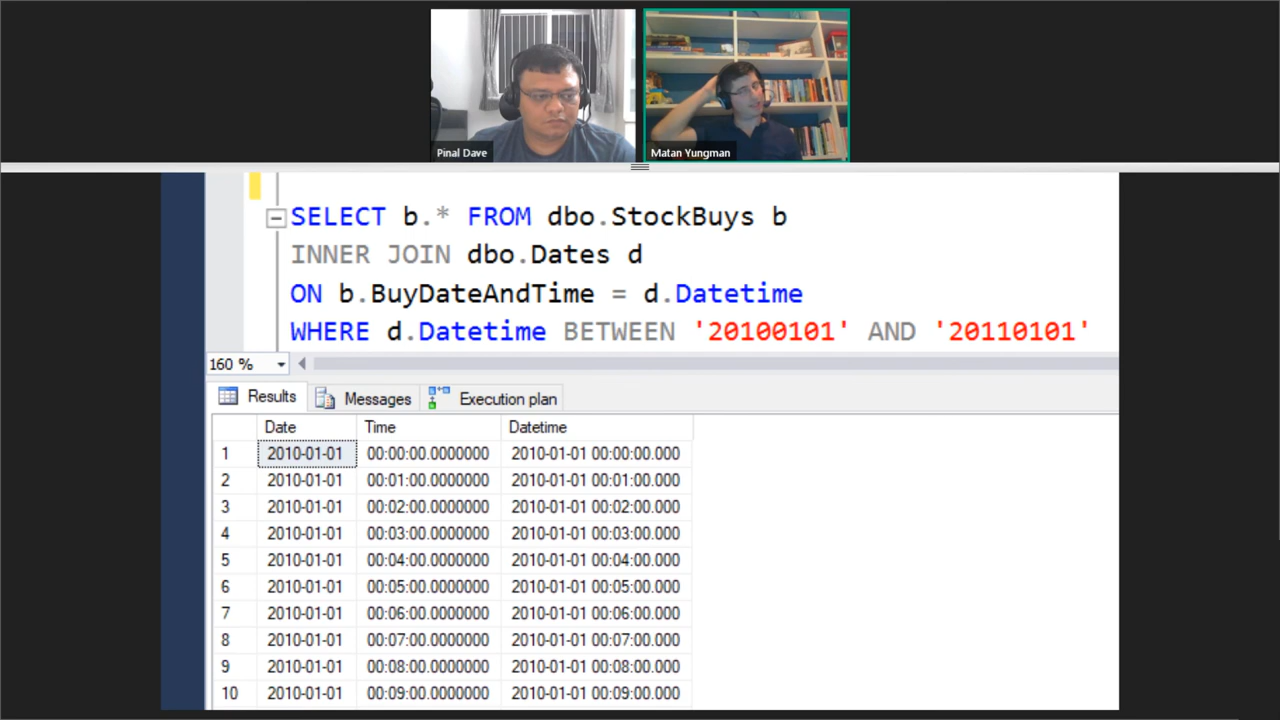 Pinal Dave
Matan Yungman
SELECT b.* FROM dbo.StockBuys b
INNER JOIN dbo.Dates d
ON b.BuyDateAndTime = d.Datetime
WHERE d.Datetime BETWEEN '20100101' AND '20110101'
160 %
Results Messages Execution plan
Date Time Datetime
1 2010-01-01 00:00:00.0000000 2010-01-01 00:00:00.000
2 2010-01-01 00:01:00.0000000 2010-01-01 00:01:00.000
3 2010-01-01 00:02:00.0000000 2010-01-01 00:02:00.000
4 2010-01-01 00:03:00.0000000 2010-01-01 00:03:00.000
5 2010-01-01 00:04:00.0000000 2010-01-01 00:04:00.000
6 2010-01-01 00:05:00.0000000 2010-01-01 00:05:00.000
7 2010-01-01 00:06:00.0000000 2010-01-01 00:06:00.000
8 2010-01-01 00:07:00.0000000 2010-01-01 00:07:00.000
9 2010-01-01 00:08:00.0000000 2010-01-01 00:08:00.000
10 2010-01-01 00:09:00.0000000 2010-01-01 00:09:00.000